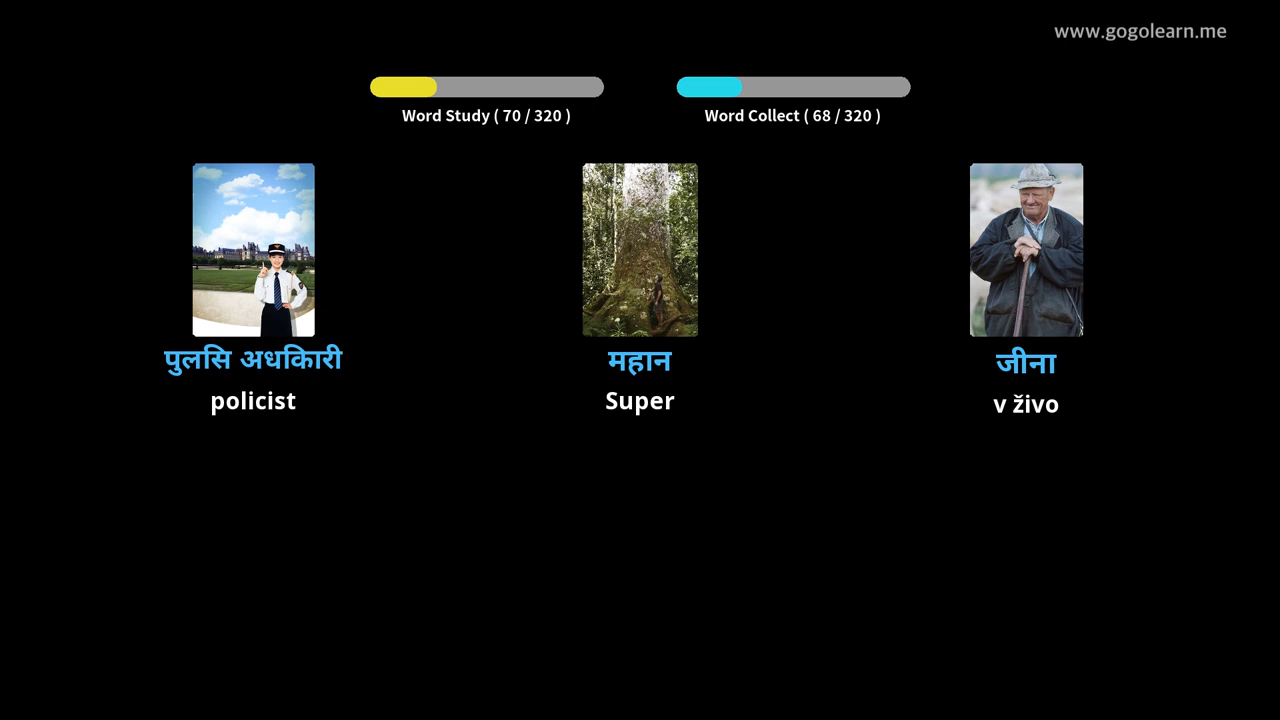 www.gogolearn.me
Word Study ( 70 / 320 )
Word Collect ( 68 / 320 )
पुलसि अधकिारी
महान
जीना
policist
Super
v živo